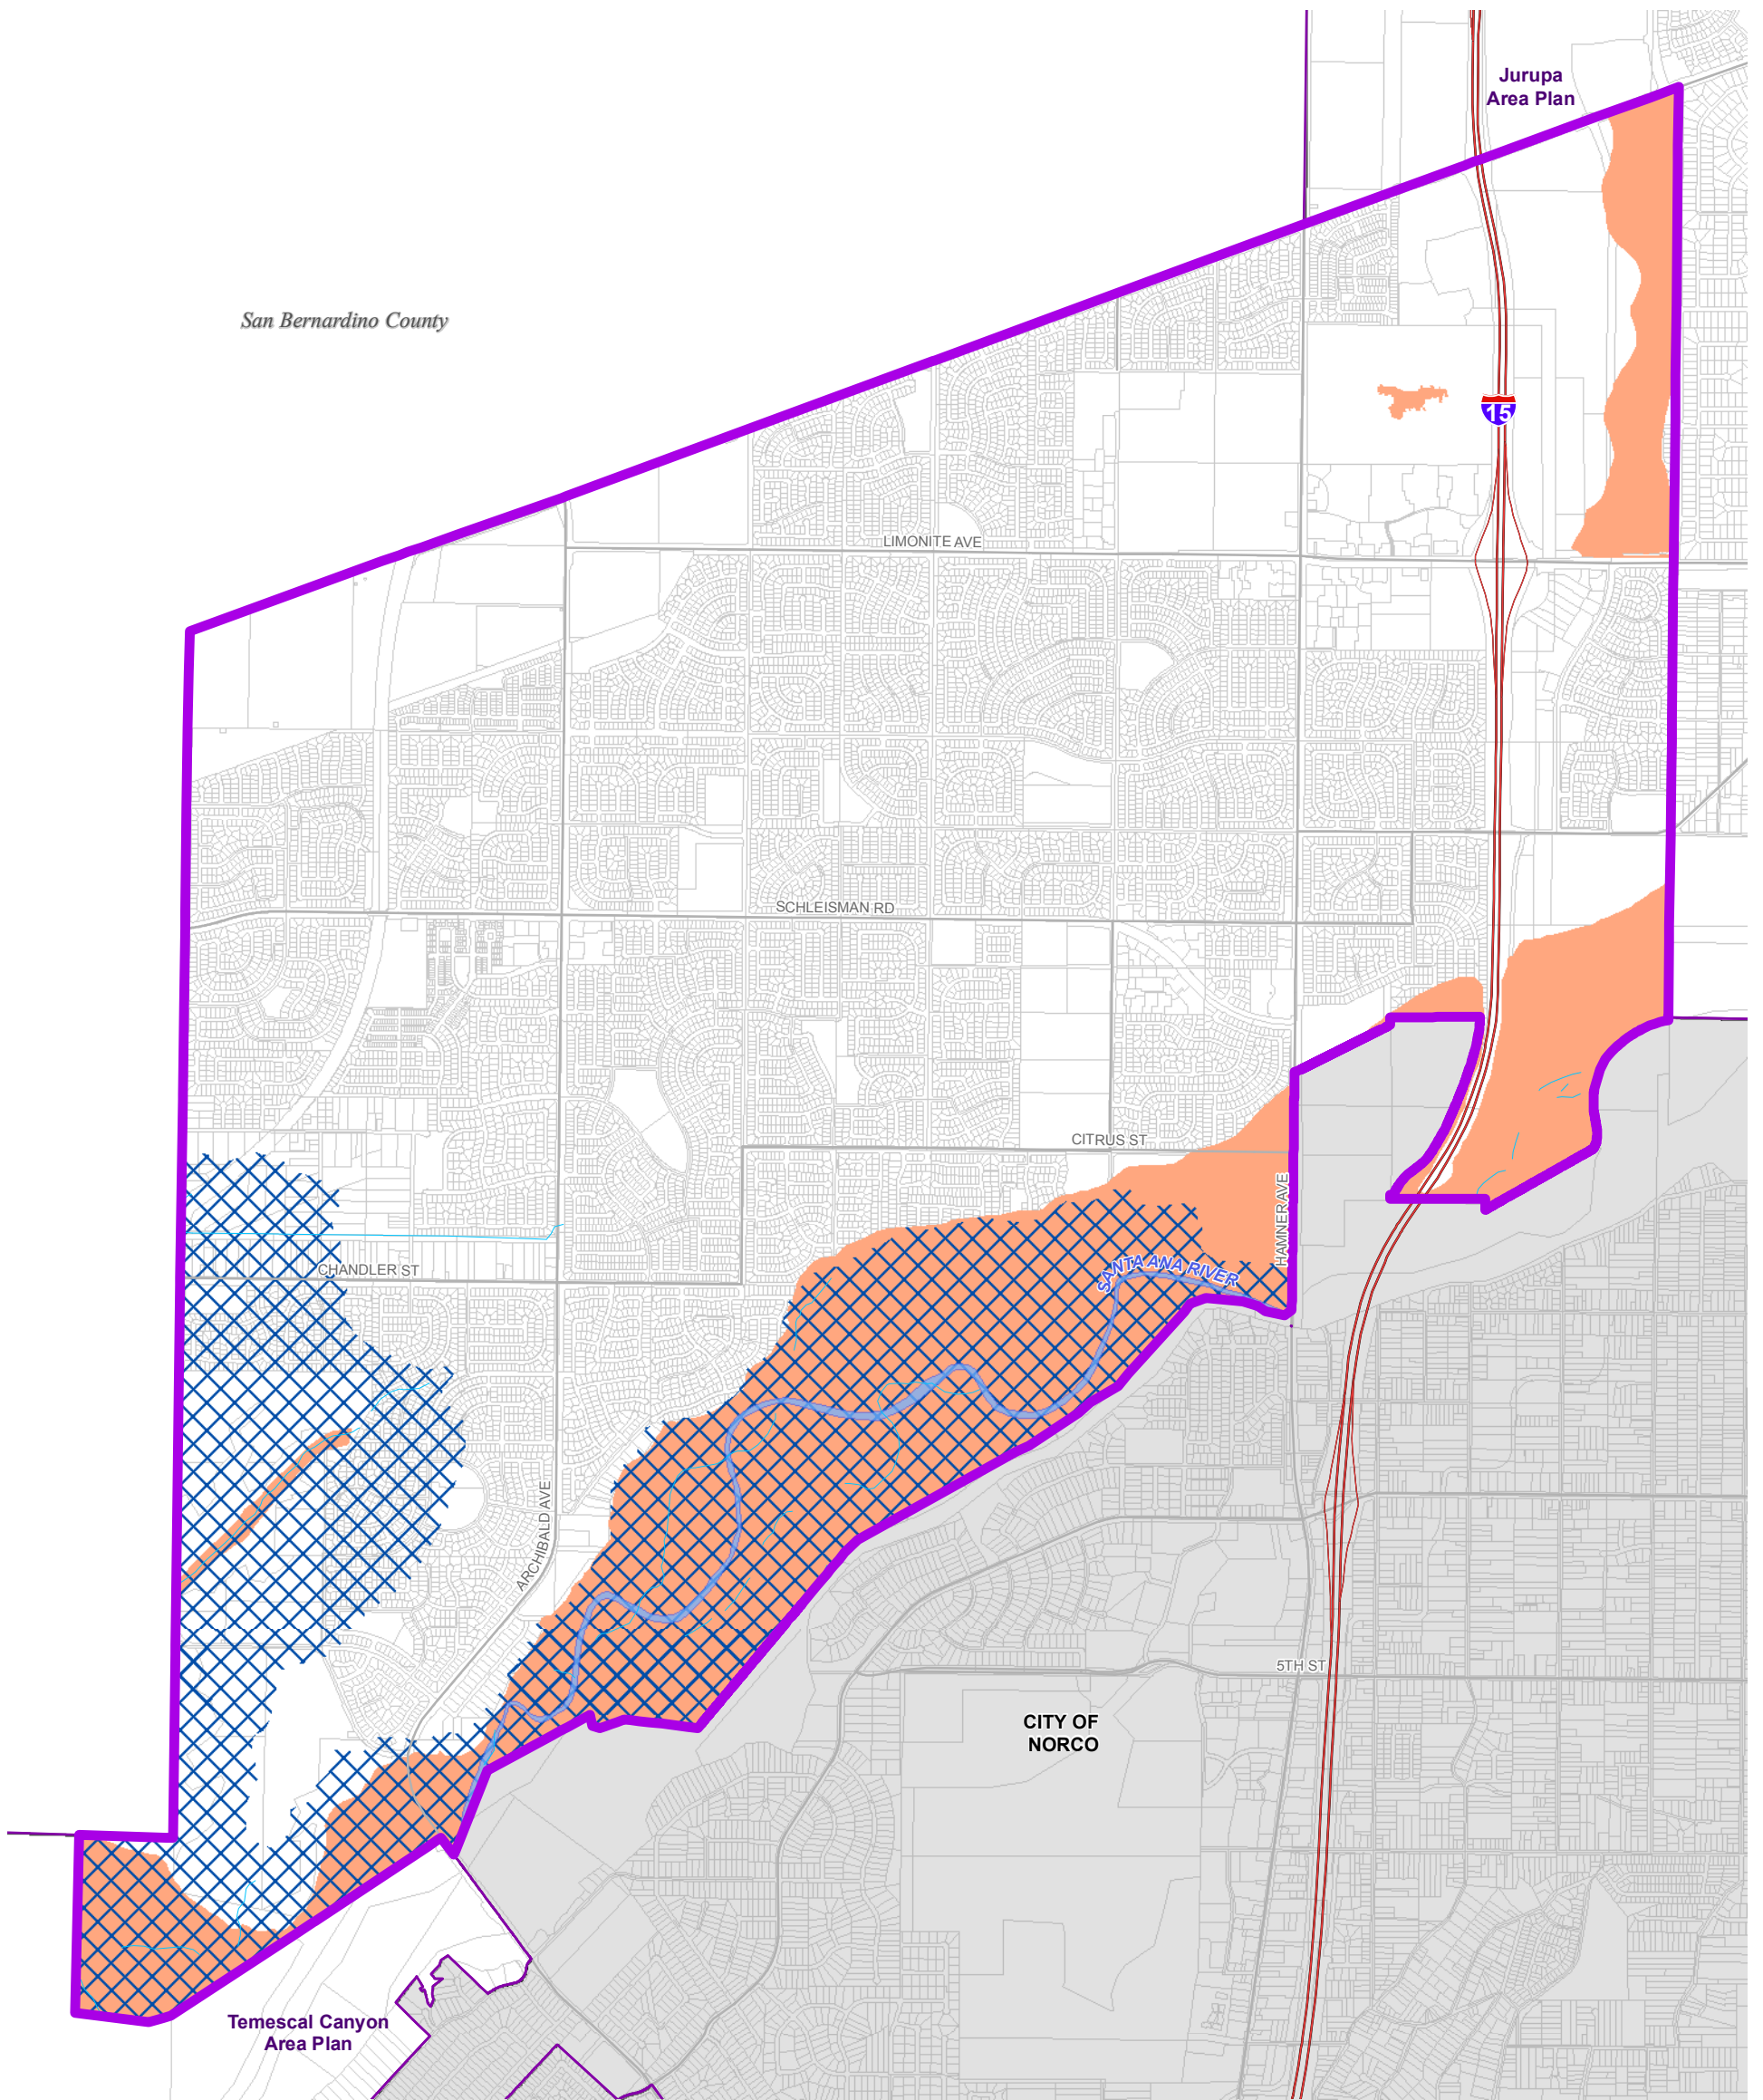 Jurupa
Area Plan
San Bernardino County
15
LIMONITE AVE
SCHLEISMAN RD
CITRUS ST
HAMNER AVE
SANTA ANA RIVER
CHANDLER ST
ARCHIBALD AVE
5TH ST
CITY OF
NORCO
Temescal Canyon
Area Plan